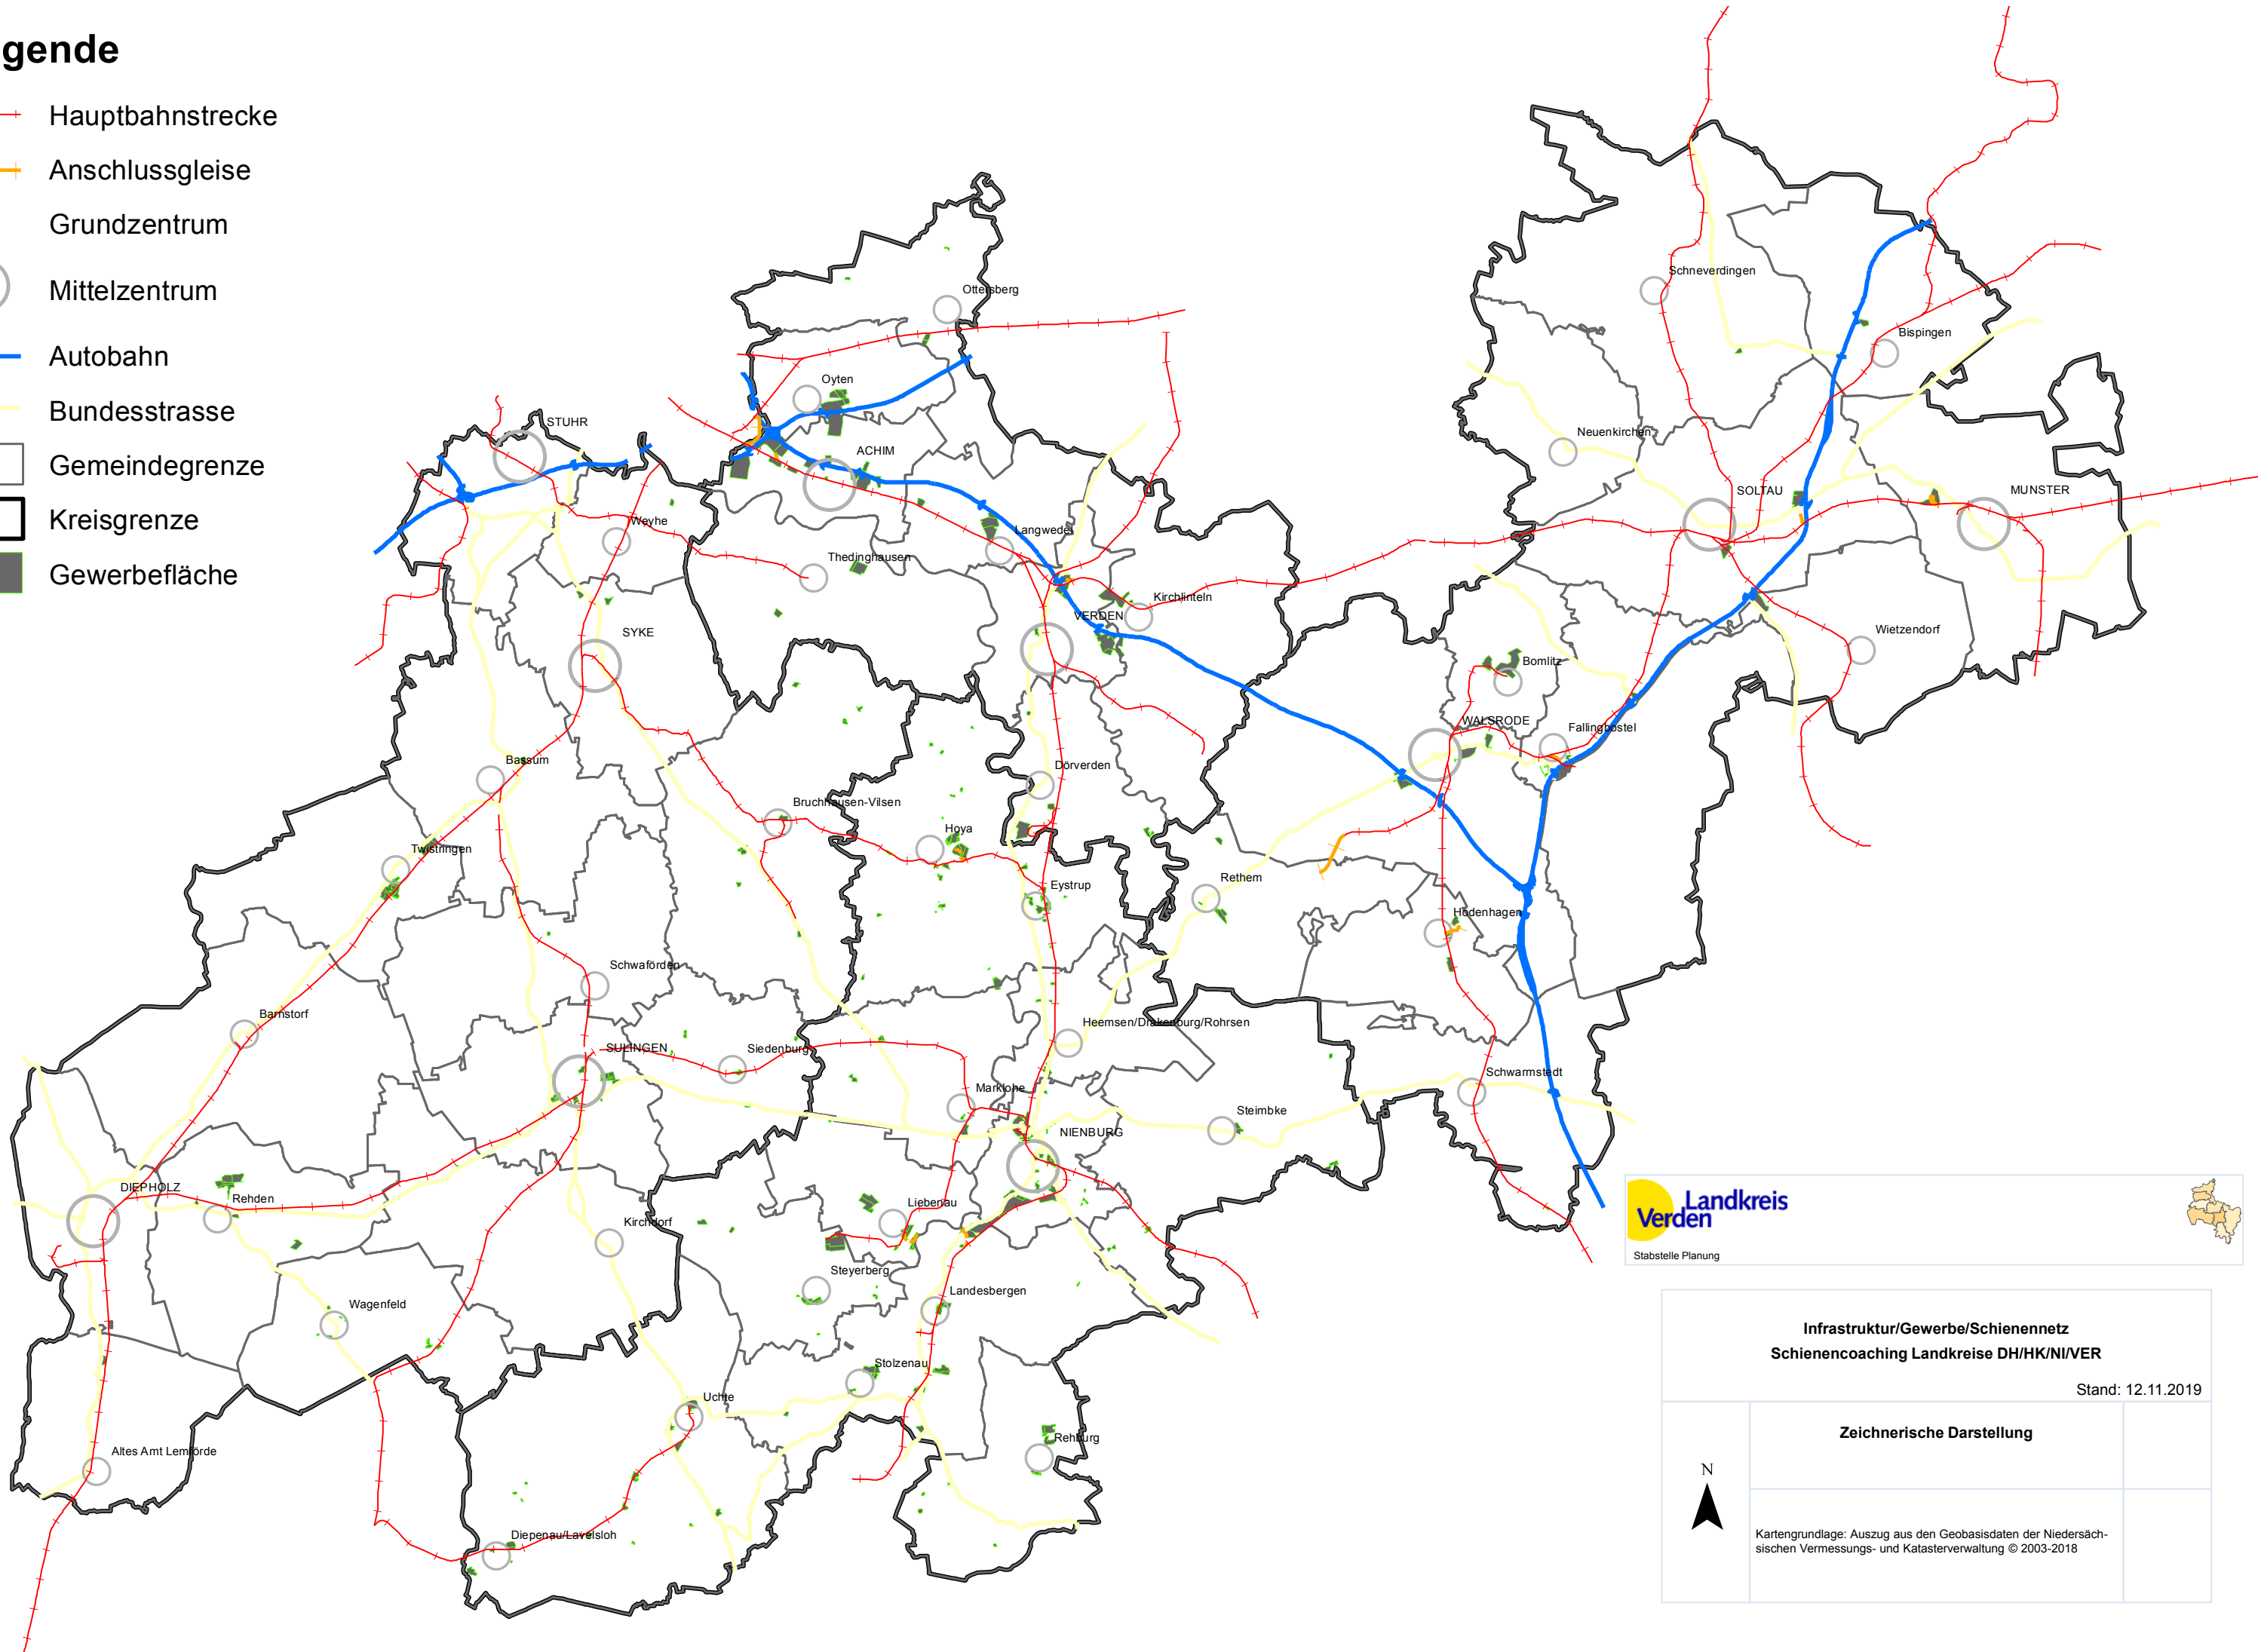 gende
Hauptbahnstrecke
Anschlussgleise
Grundzentrum
Mittelzentrum
Autobahn
Bundesstrasse
Gemeindegrenze
Kreisgrenze
Gewerbefläche
Schneverdingen
Ottersberg
Bispingen
Oyten
STUHR
Neuenkirchen
ACHIM
SOLTAU
MUNSTER
Weyhe
Langwedel
Thedinghausen
Kirchlinteln
VERDEN
SYKE
Wietzendorf
Bomlitz
WALSRODE
Fallingbostel
Bassum
Dörverden
Bruchhausen-Vilsen
Hoya
Twistringen
Rethem
Eystrup
Hodenhagen
Schwaförden
Barnstorf
Heemsen/Drakenburg/Rohrsen
SULINGEN
Siedenburg
Schwarmstedt
Marklohe
Steimbke
NIENBURG
DIEPHOLZ
Rehden
Liebenau
Kirchdorf
Steyerberg
Landesbergen
Wagenfeld
Stolzenau
Uchte
Rehburg
Altes Amt Lemförde
Diepenau/Lavelsloh
Landkreis
Verden
Stabstelle Planung
Infrastruktur/Gewerbe/Schienennetz
Schienencoaching Landkreise DH/HK/NI/VER
Stand: 12.11.2019
Zeichnerische Darstellung
N
Kartengrundlage: Auszug aus den Geobasisdaten der Niedersäch-
sischen Vermessungs- und Katasterverwaltung © 2003-2018